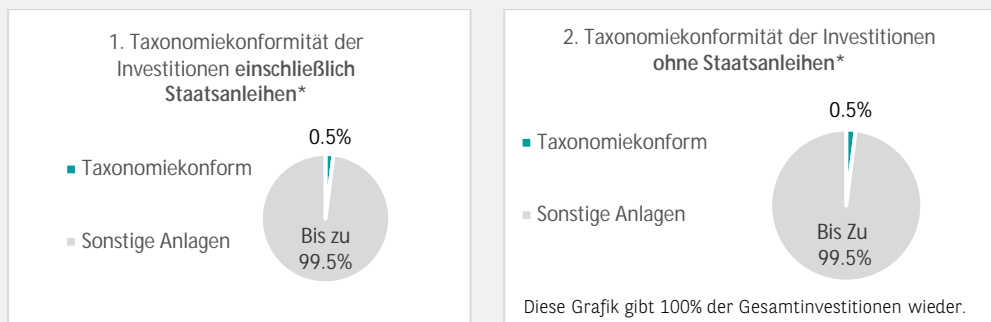 1. Taxonomiekonformität der
Investitionen einschließlich
Staatsanleihen*
0.5%
Taxonomiekonform
Sonstige Anlagen
Bis zu
99.5%
2. Taxonomiekonformität der Investitionen
ohne Staatsanleihen*
0.5%
Taxonomiekonform
Sonstige Anlagen
Bis Zu
99.5%
Diese Grafik gibt 100% der Gesamtinvestitionen wieder.